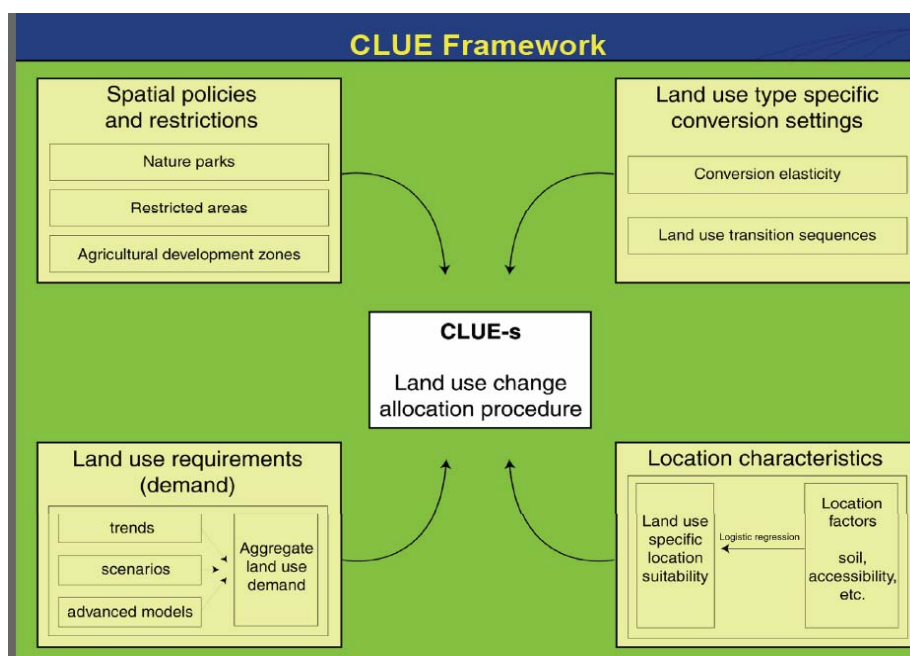 CLUE Framework
Spatial policies
and restrictions
Nature parks
Restricted areas
Agricultural development zones
Land use type specific
conversion settings
Conversion elasticity
Land use transition sequences
CLUE-s
Land use change
allocation procedure
Land use requirements
(demand)
trends
scenarios
advanced models
Aggregate
land use
demand
Location characteristics
Land use
specific
location
suitability
Logistic regression
Location
factors
soil,
accessibility,
etc.